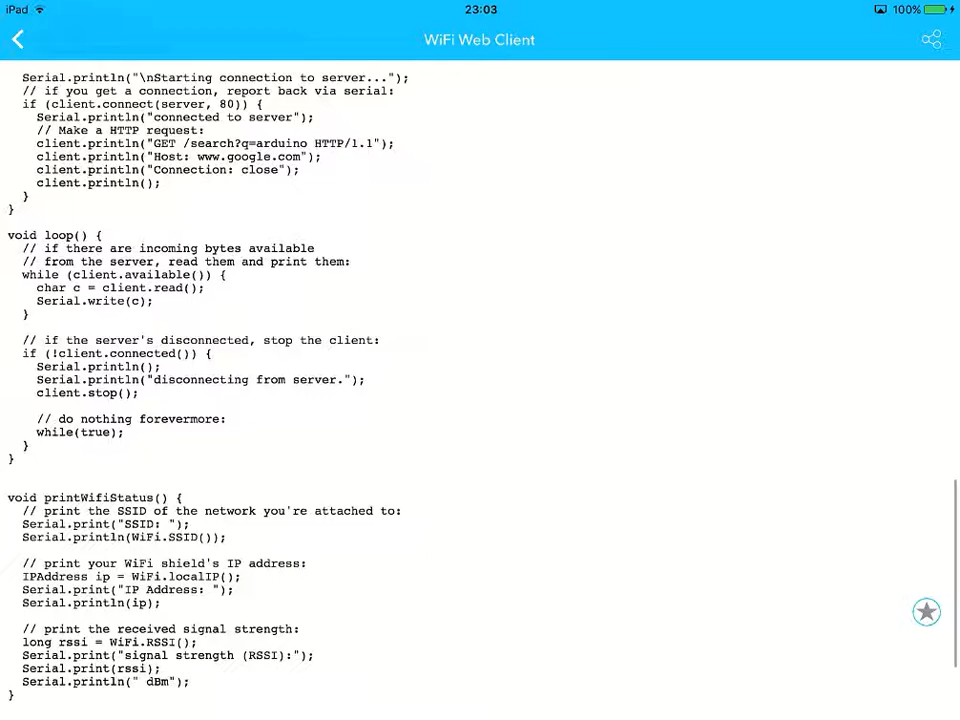 iPad
23:03
100%
WiFi Web Client
Serial.println("\nStarting connection to server...");
// if you get a connection, report back via serial:
if (client.connect(server, 80)) {
Serial.println("connected to server");
// Make a HTTP request:
client.println("GET /search?q=arduino HTTP/1.1");
client.println("Host: www.google.com");
client.println("Connection: close");
client.println();
}
}
void loop() {
// if there are incoming bytes available
// from the server, read them and print them:
while (client.available()) {
char c = client.read();
Serial.write(c);
}
// if the server's disconnected, stop the client:
if (!client.connected()) {
Serial.println();
Serial.println("disconnecting from server.");
client.stop();
// do nothing forevermore:
while(true);
}
}
void printWifiStatus() {
// print the SSID of the network you're attached to:
Serial.print("SSID: ");
Serial.println(WiFi.SSID());
// print your WiFi shield's IP address:
IPAddress ip = WiFi.localIP();
Serial.print("IP Address: ");
Serial.println(ip);
// print the received signal strength:
long rssi = WiFi.RSSI();
Serial.print("signal strength (RSSI):");
Serial.print(rssi);
Serial.println(" dBm");
}